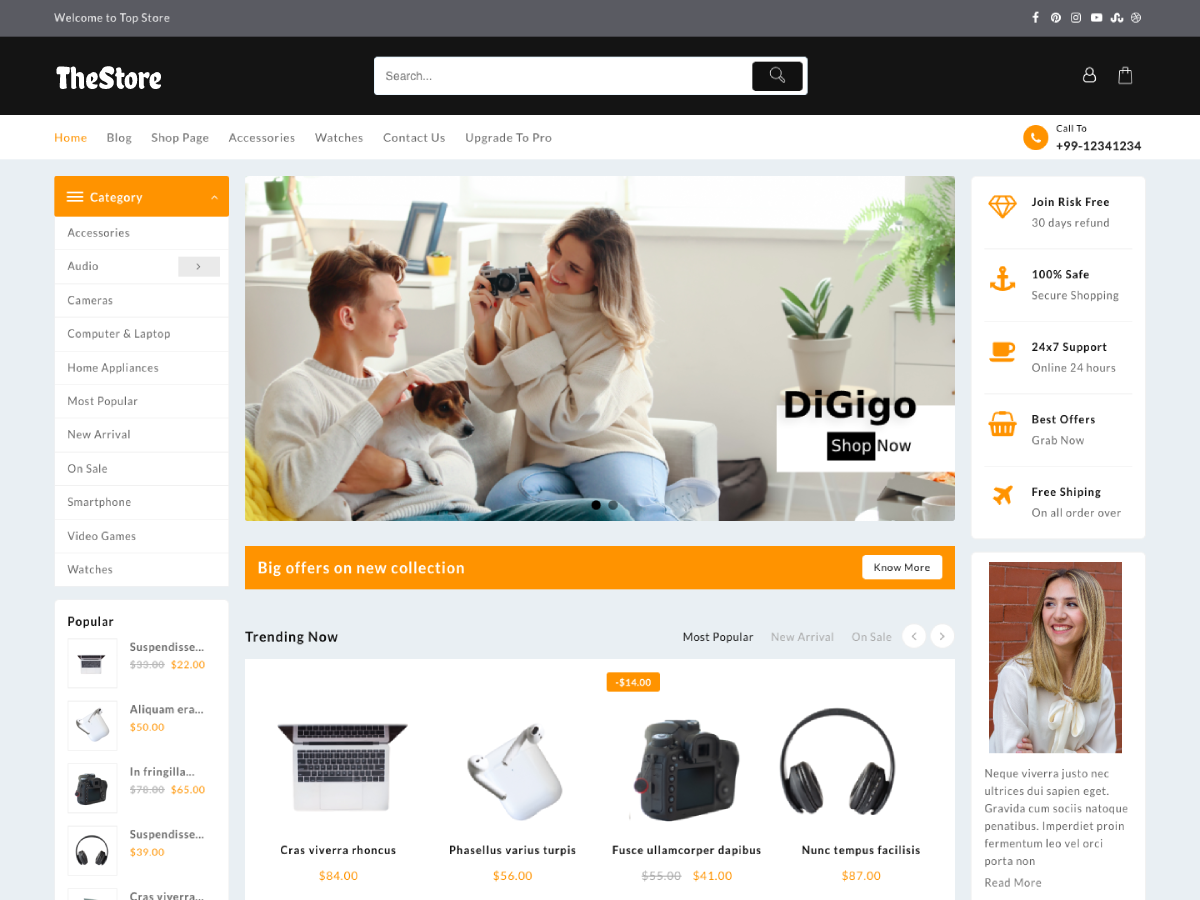 Welcome to Top Store
TheStore
Search...
Home Blog Shop Page Accessories Watches Contact Us Upgrade To Pro
Call To
+99-12341234
Category
Accessories
Audio
Cameras
Computer & Laptop
Home Appliances
Most Popular
New Arrival
On Sale
Smartphone
Video Games
Watches
Popular
Suspendisse...
$33.00 $22.00
Aliquam era...
$50.00
In fringilla...
$78.00 $65.00
Suspendisse...
$39.00
Cras viverra...
DiGigo
Shop Now
Big offers on new collection
Know More
Trending Now
Most Popular New Arrival On Sale
-$14.00
Cras viverra rhoncus
$84.00
Phasellus varius turpis
$56.00
Fusce ullamcorper dapibus
$55.00 $41.00
Nunc tempus facilisis
$87.00
Join Risk Free
30 days refund
100% Safe
Secure Shopping
24x7 Support
Online 24 hours
Best Offers
Grab Now
Free Shiping
On all order over
Neque viverra justo nec
ultrices dui sapien eget.
Gravida cum sociis natoque
penatibus. Imperdiet proin
fermentum leo vel orci
porta non
Read More